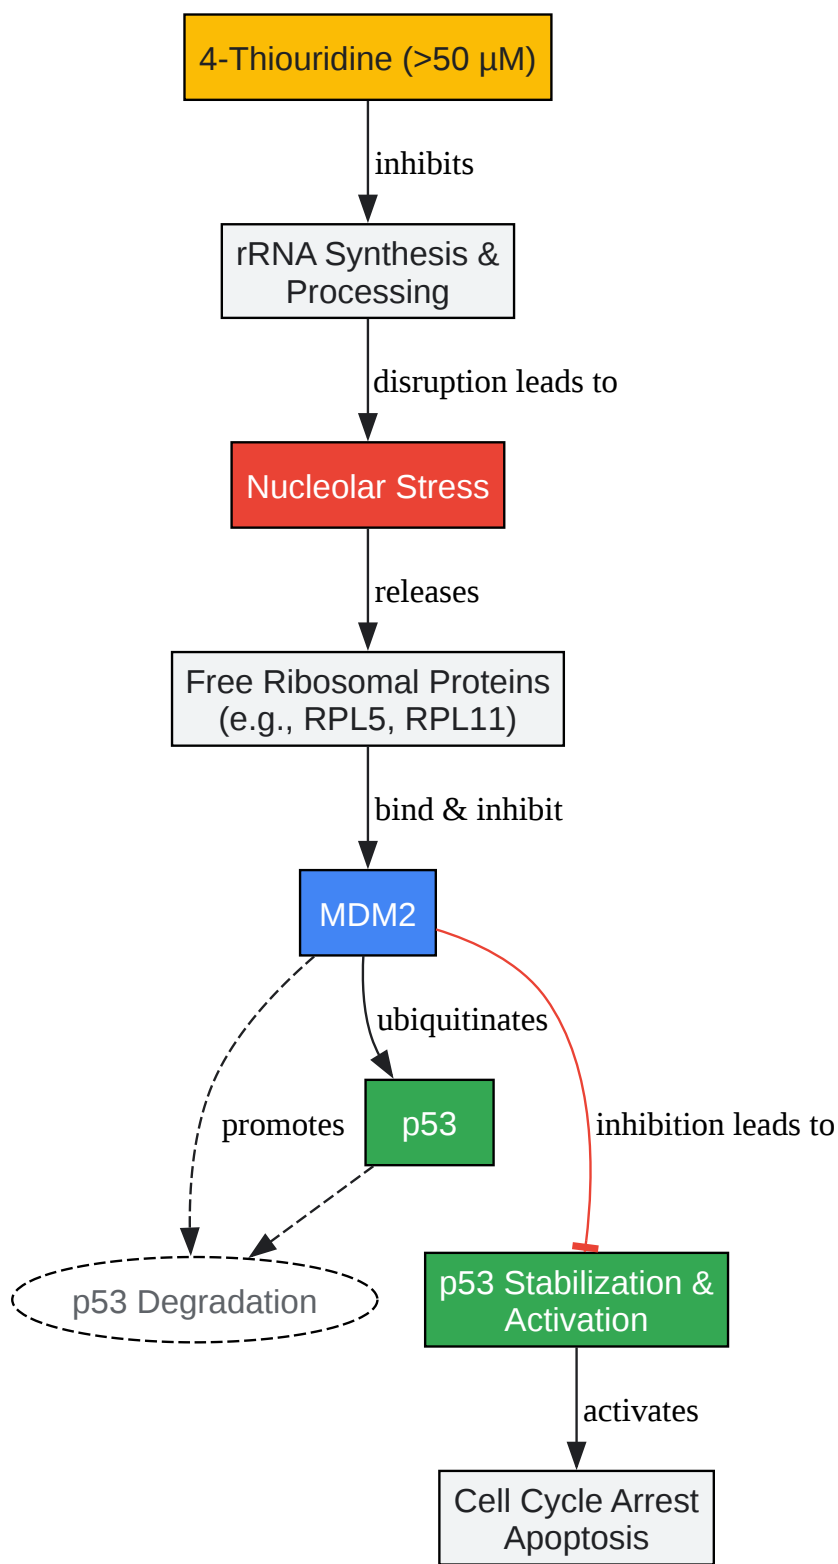 4-Thiouridine (>50 µM)
inhibits
rRNA Synthesis &
Processing
disruption leads to
Nucleolar Stress
releases
Free Ribosomal Proteins
(e.g., RPL5, RPL11)
bind & inhibit
MDM2
ubiquitinates
promotes
p53
inhibition leads to
p53 Degradation
p53 Stabilization &
Activation
activates
Cell Cycle Arrest
Apoptosis